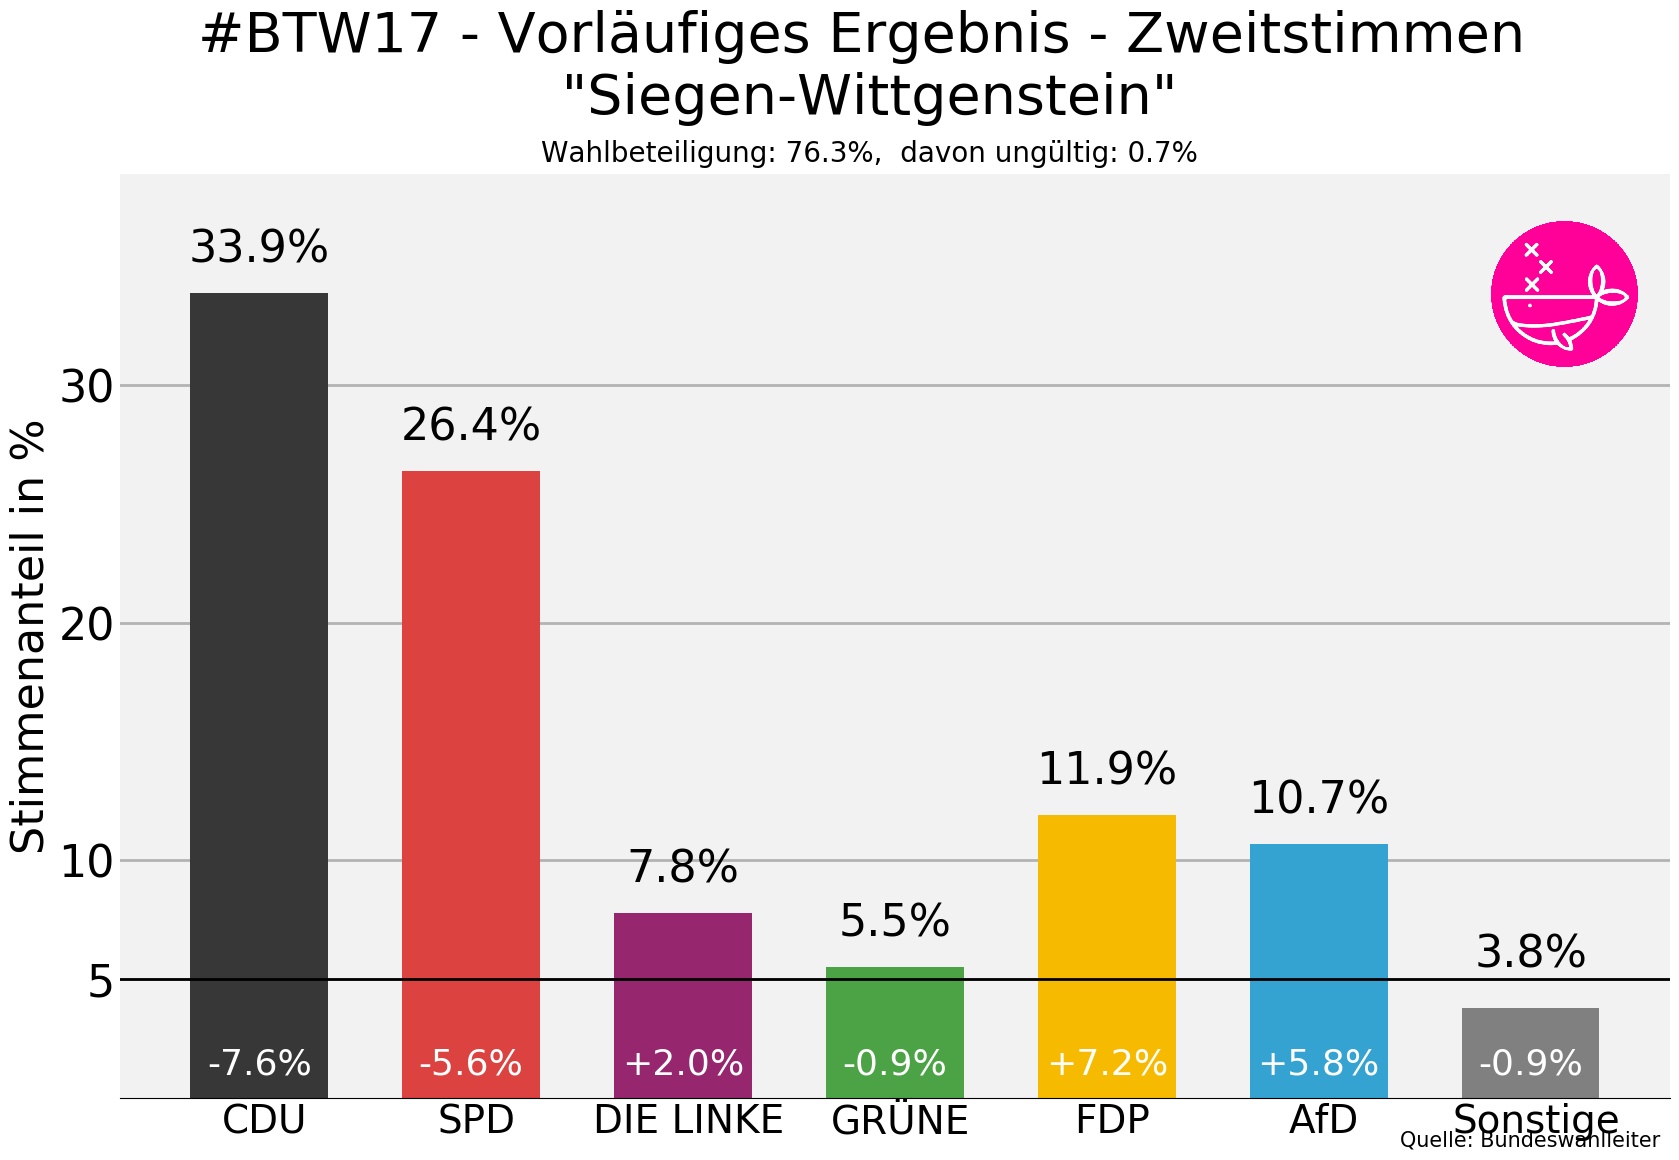 #BTW17 - Vorläufiges Ergebnis - Zweitstimmen
"Siegen-Wittgenstein"
Wahlbeteiligung: 76.3%,  davon ungültig: 0.7%
Stimmenanteil in %
30
20
10
5
33.9%
26.4%
7.8%
5.5%
11.9%
10.7%
3.8%
-7.6%
-5.6%
+2.0%
-0.9%
+7.2%
+5.8%
-0.9%
CDU
SPD
DIE LINKE
GRÜNE
FDP
AfD
Sonstige
Quelle: Bundeswahlleiter